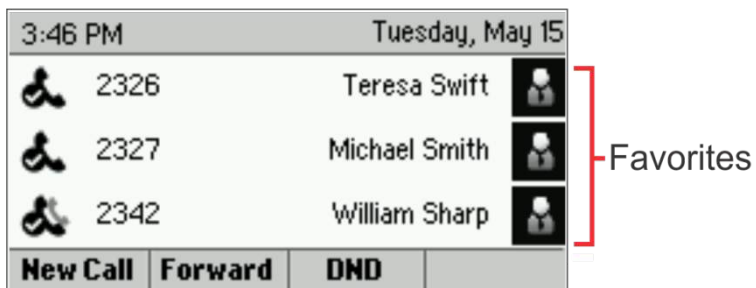 3:46 PM Tuesday, May 15
2326 Teresa Swift
2327 Michael Smith
Favorites
2342 William Sharp
New Call Forward DND